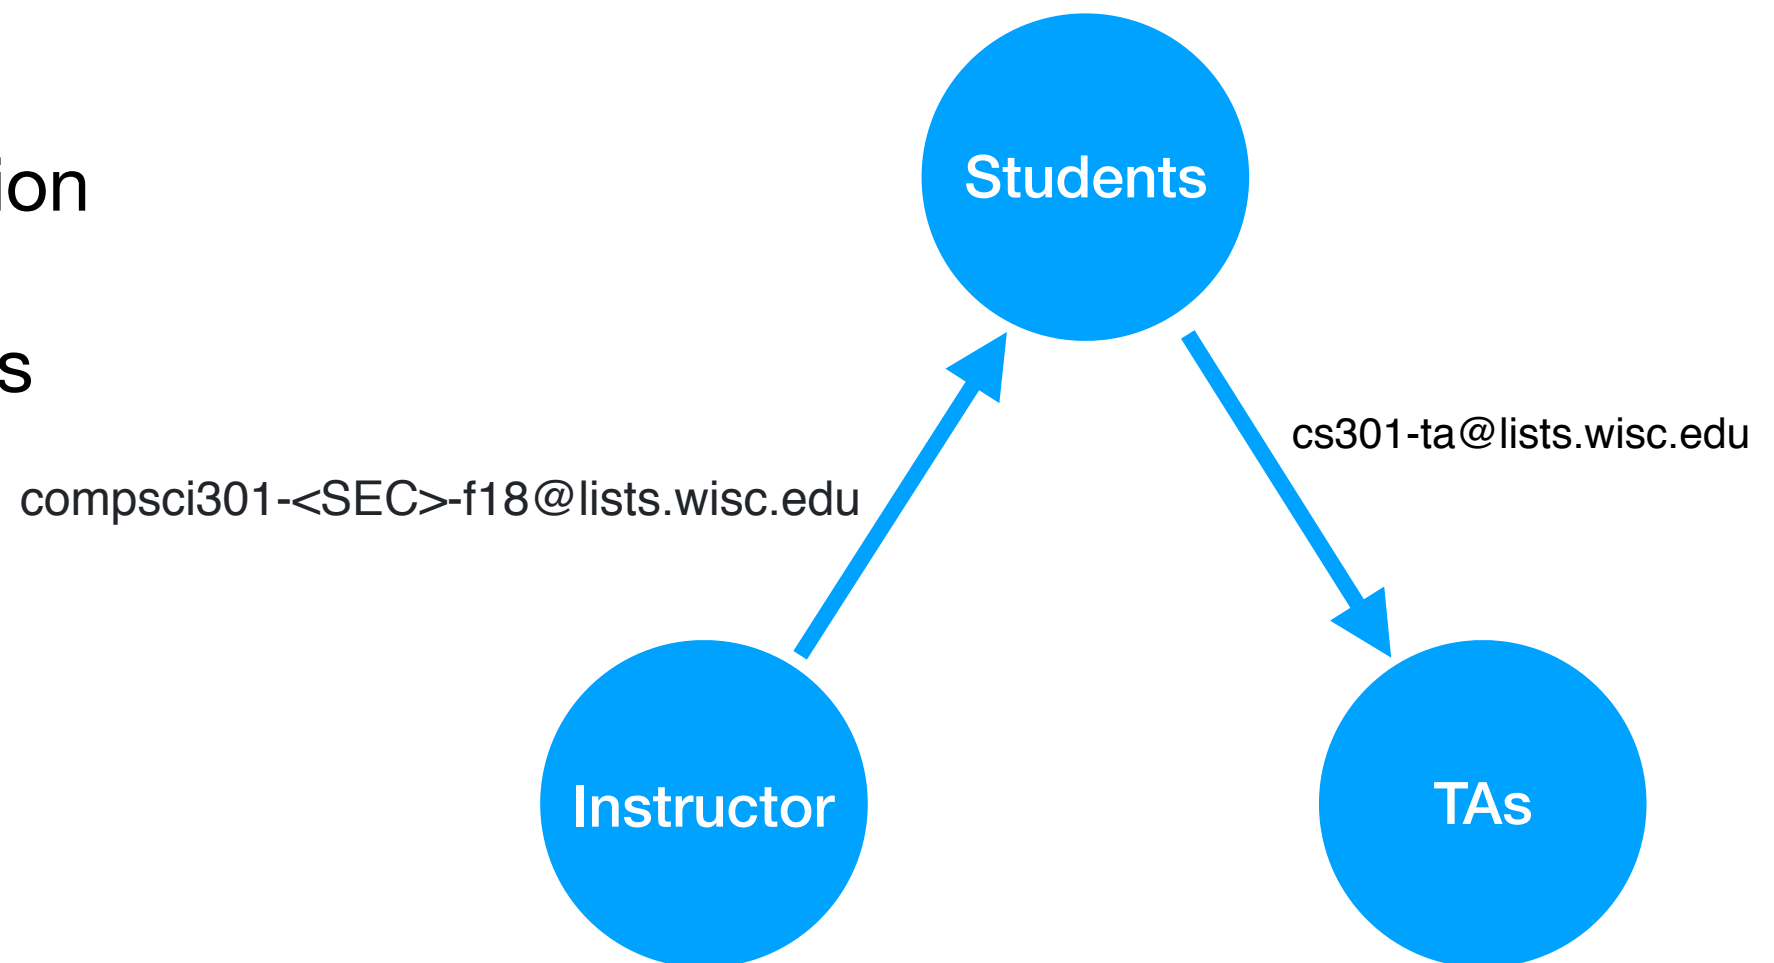 Students
ion
s
cs301-ta@lists.wisc.edu
compsci301-<SEC>-f18@lists.wisc.edu
Instructor
TAs